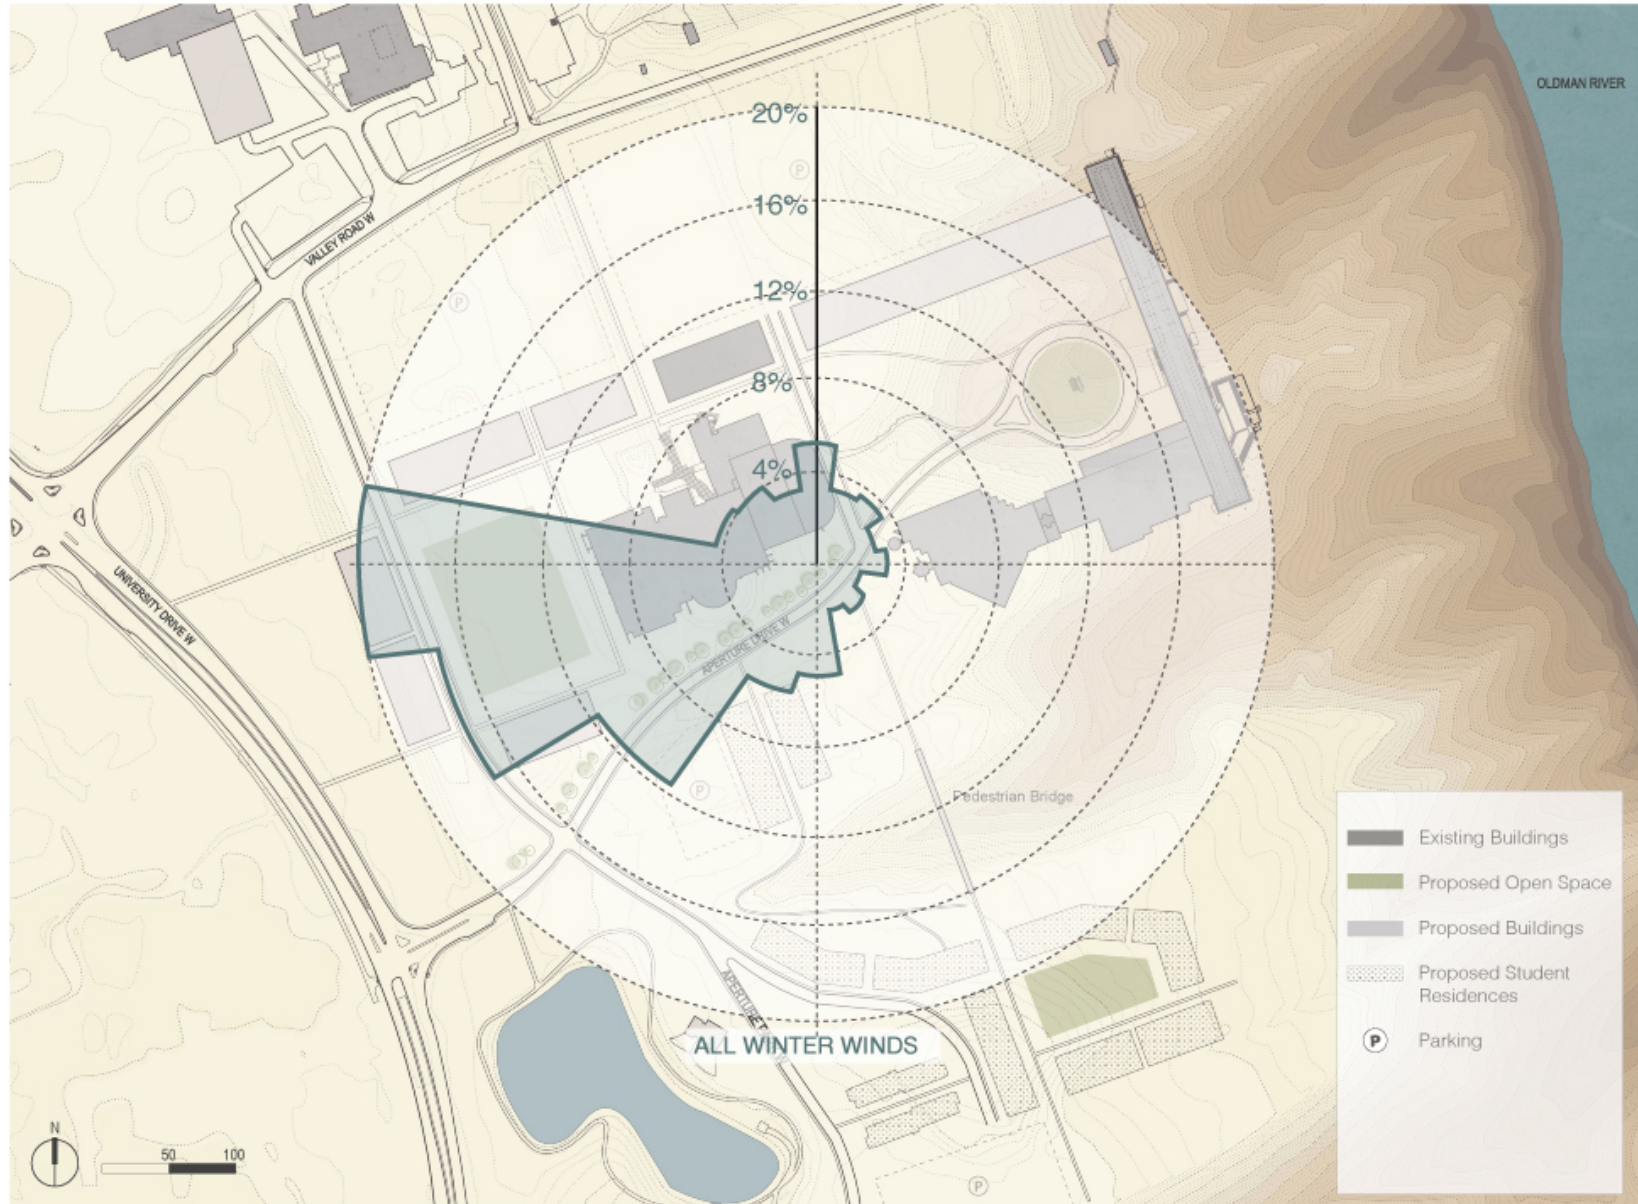 OLDMAN RIVER
20%
P
16%
VALLEY ROAD W
12%
P
8%
4%
UNIVERSITY DRIVE W
APERTURE DRIVE W
P
Pedestrian Bridge
Existing Buildings
Proposed Open Space
Proposed Buildings
Proposed Student
Residences
P Parking
ALL WINTER WINDS
N
50 100
P